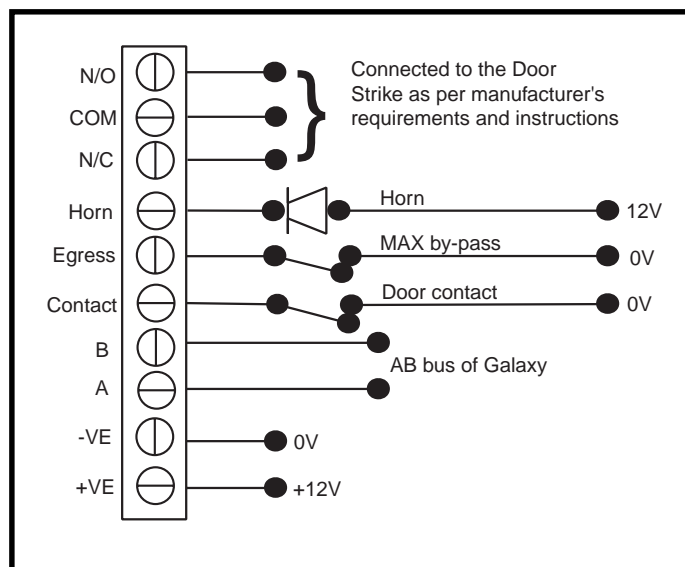 N/O
COM
N/C
Connected to the Door
Strike as per manufacturer's
requirements and instructions
Horn
Horn
12V
Egress
MAX by-pass
0V
Contact
Door contact
0V
B
A
AB bus of Galaxy
-VE
0V
+VE
+12V